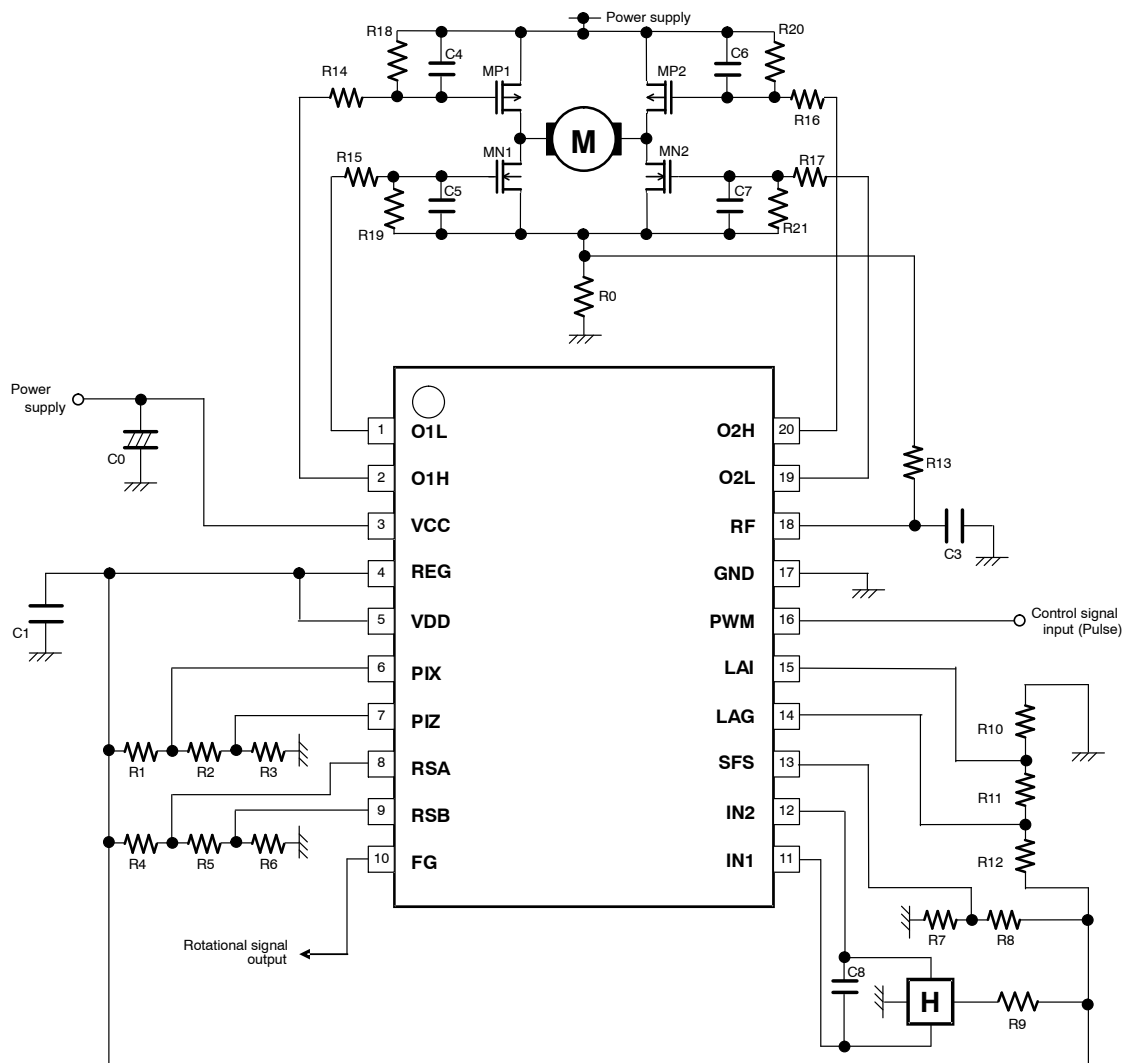 Power supply
R18
C4
C6
R20
R14
MP1
MP2
R16
M
R15
MN1
MN2
R17
C5
C7
R19
R21
R0
Power
supply
C0
1
O1L
O2H
20
R13
2
O1H
O2L
19
3
VCC
RF
18
C3
4
REG
GND
17
C1
5
VDD
PWM
16
Control signal
input (Pulse)
6
PIX
LAI
15
7
PIZ
LAG
14
R10
R1
R2
R3
8
RSA
SFS
13
R11
9
RSB
IN2
12
R4
R5
R6
R12
10
FG
IN1
11
R7
R8
Rotational signal
output
C8
H
R9